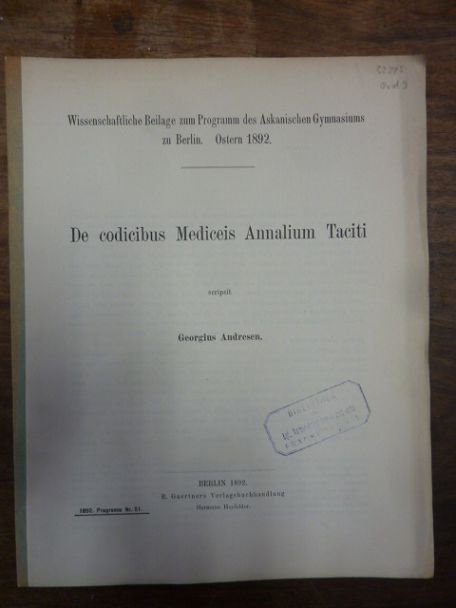 Wissenschaftliche Beilage zum Programm des Askanischen Gymnasiums
zu Berlin. Ostern 1892.
De codicibus Mediceis Annalium Taciti
scripsit
Georgius Andresen.
BIBLIOTHEK
BERLIN 1892.
R. Gaertners Verlagsbuchhandlung
Hermann Heyfelder.
1892. Programm Nr. 51.